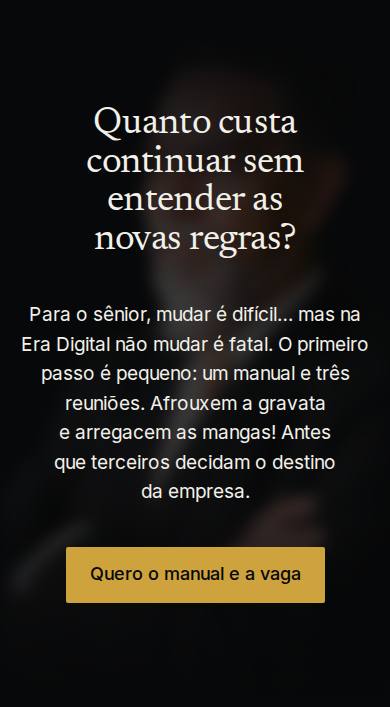 Quanto custa
continuar sem
entender as
novas regras?
Para o sênior, mudar é difícil... mas na
Era Digital não mudar é fatal. O primeiro
passo é pequeno: um manual e três
reuniões. Afrouxem a gravata
e arregacem as mangas! Antes
que terceiros decidam o destino
da empresa.
Quero o manual e a vaga